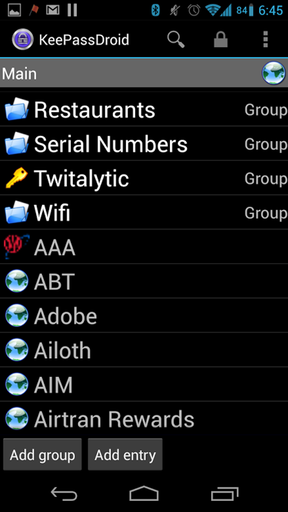 84 6:45
KeePassDroid
Main
Restaurants Group
Serial Numbers Group
Twitalytic Group
Wifi Group
AAA
ABT
Adobe
Ailoth
AIM
Airtran Rewards
Add group Add entry